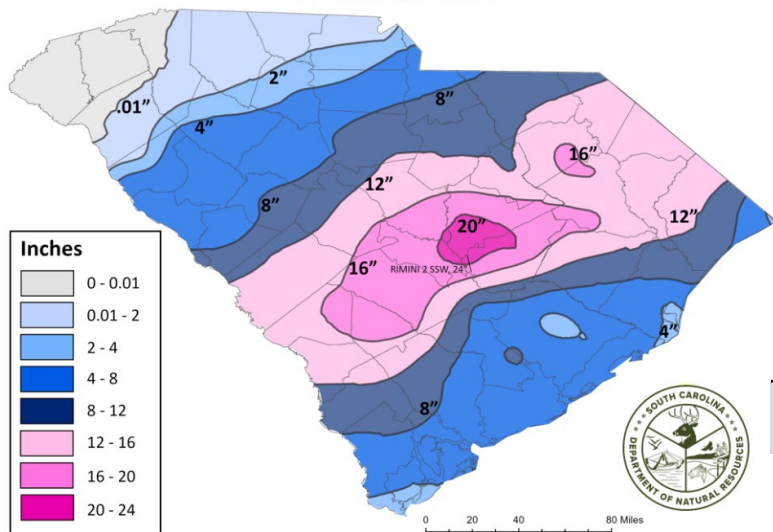 .01”
2”
4”
8”
8”
12”
16”
20”
RIMINI 2 SSW, 24"
16”
12”
4”
8”
Inches
0 - 0.01
0.01 - 2
2 - 4
4 - 8
8 - 12
12 - 16
16 - 20
20 - 24
SOUTH CAROLINA
DEPARTMENT OF NATURAL RESOURCES
0 20 40 80 Miles